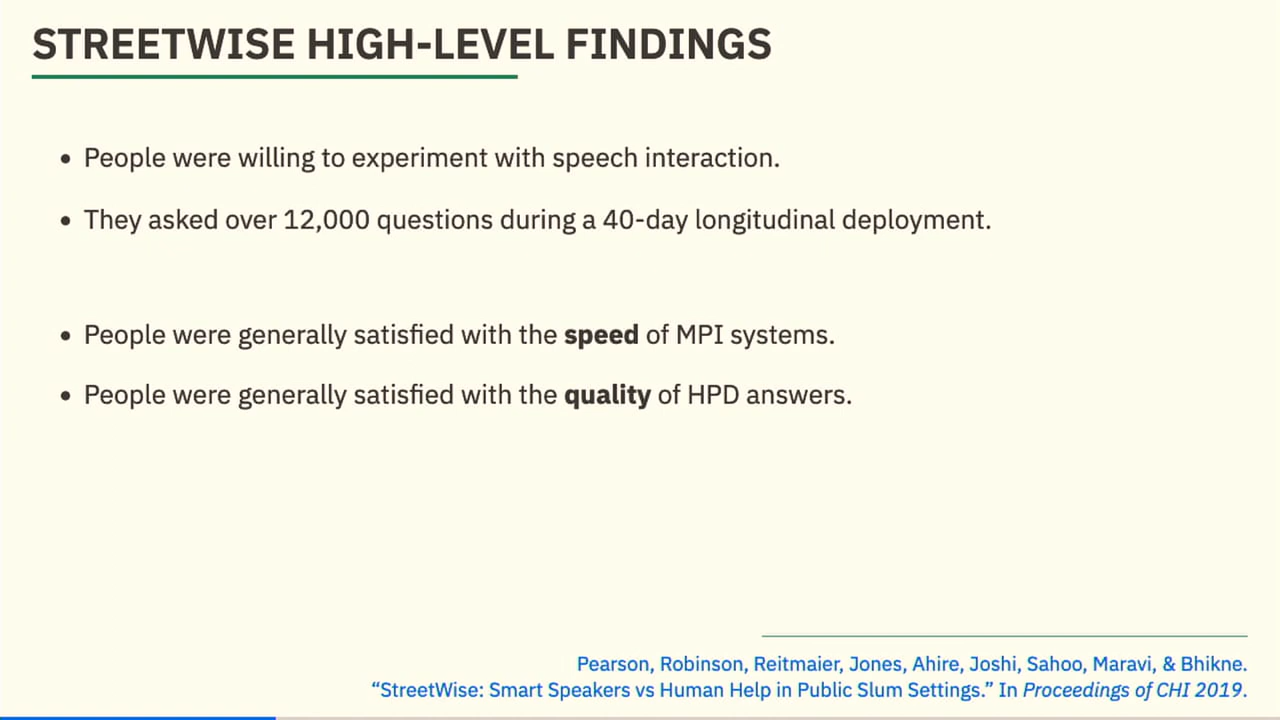 STREETWISE HIGH-LEVEL FINDINGS
• People were willing to experiment with speech interaction.
• They asked over 12,000 questions during a 40-day longitudinal deployment.
• People were generally satisfied with the speed of MPI systems.
• People were generally satisfied with the quality of HPD answers.
Pearson, Robinson, Reitmaier, Jones, Ahire, Joshi, Sahoo, Maravi, & Bhikne.
“StreetWise: Smart Speakers vs Human Help in Public Slum Settings.” In Proceedings of CHI 2019.